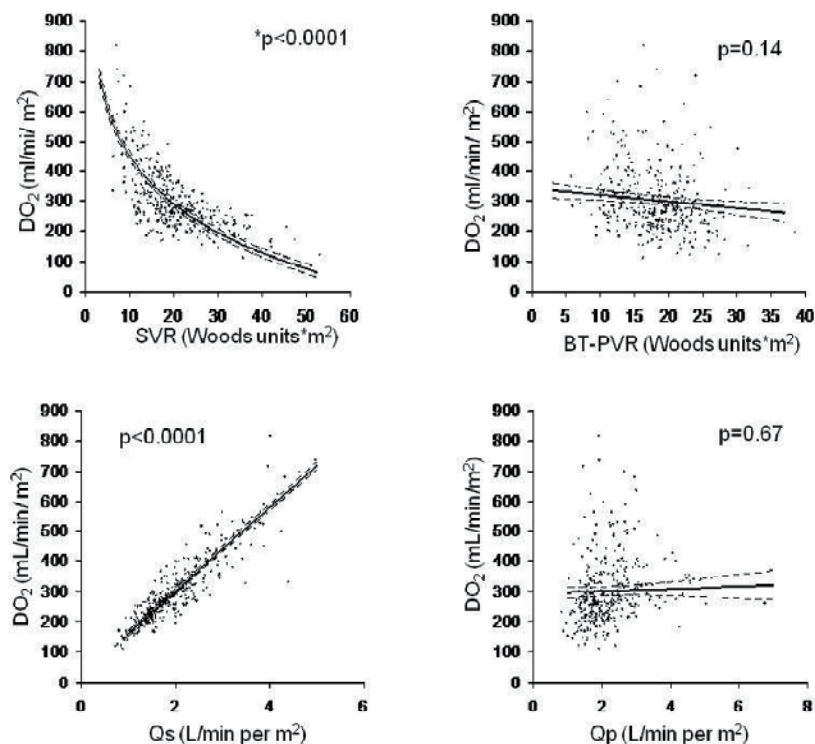 *p<0.0001
DO₂ (ml/mi/ m²)
900
800
700
600
500
400
300
200
100
0
0 10 20 30 40 50 60
SVR (Woods units*m²)
p=0.14
DO₂ (ml/min/ m²)
900
800
700
600
500
400
300
200
100
0
0 5 10 15 20 25 30 35 40
BT-PVR (Woods units*m²)
p<0.0001
DO₂ (mL/min/ m²)
900
800
700
600
500
400
300
200
100
0
0 2 4 6
Qs (L/min per m²)
p=0.67
DO₂ (mL/min/ m²)
900
800
700
600
500
400
300
200
100
0
0 2 4 6 8
Qp (L/min per m²)